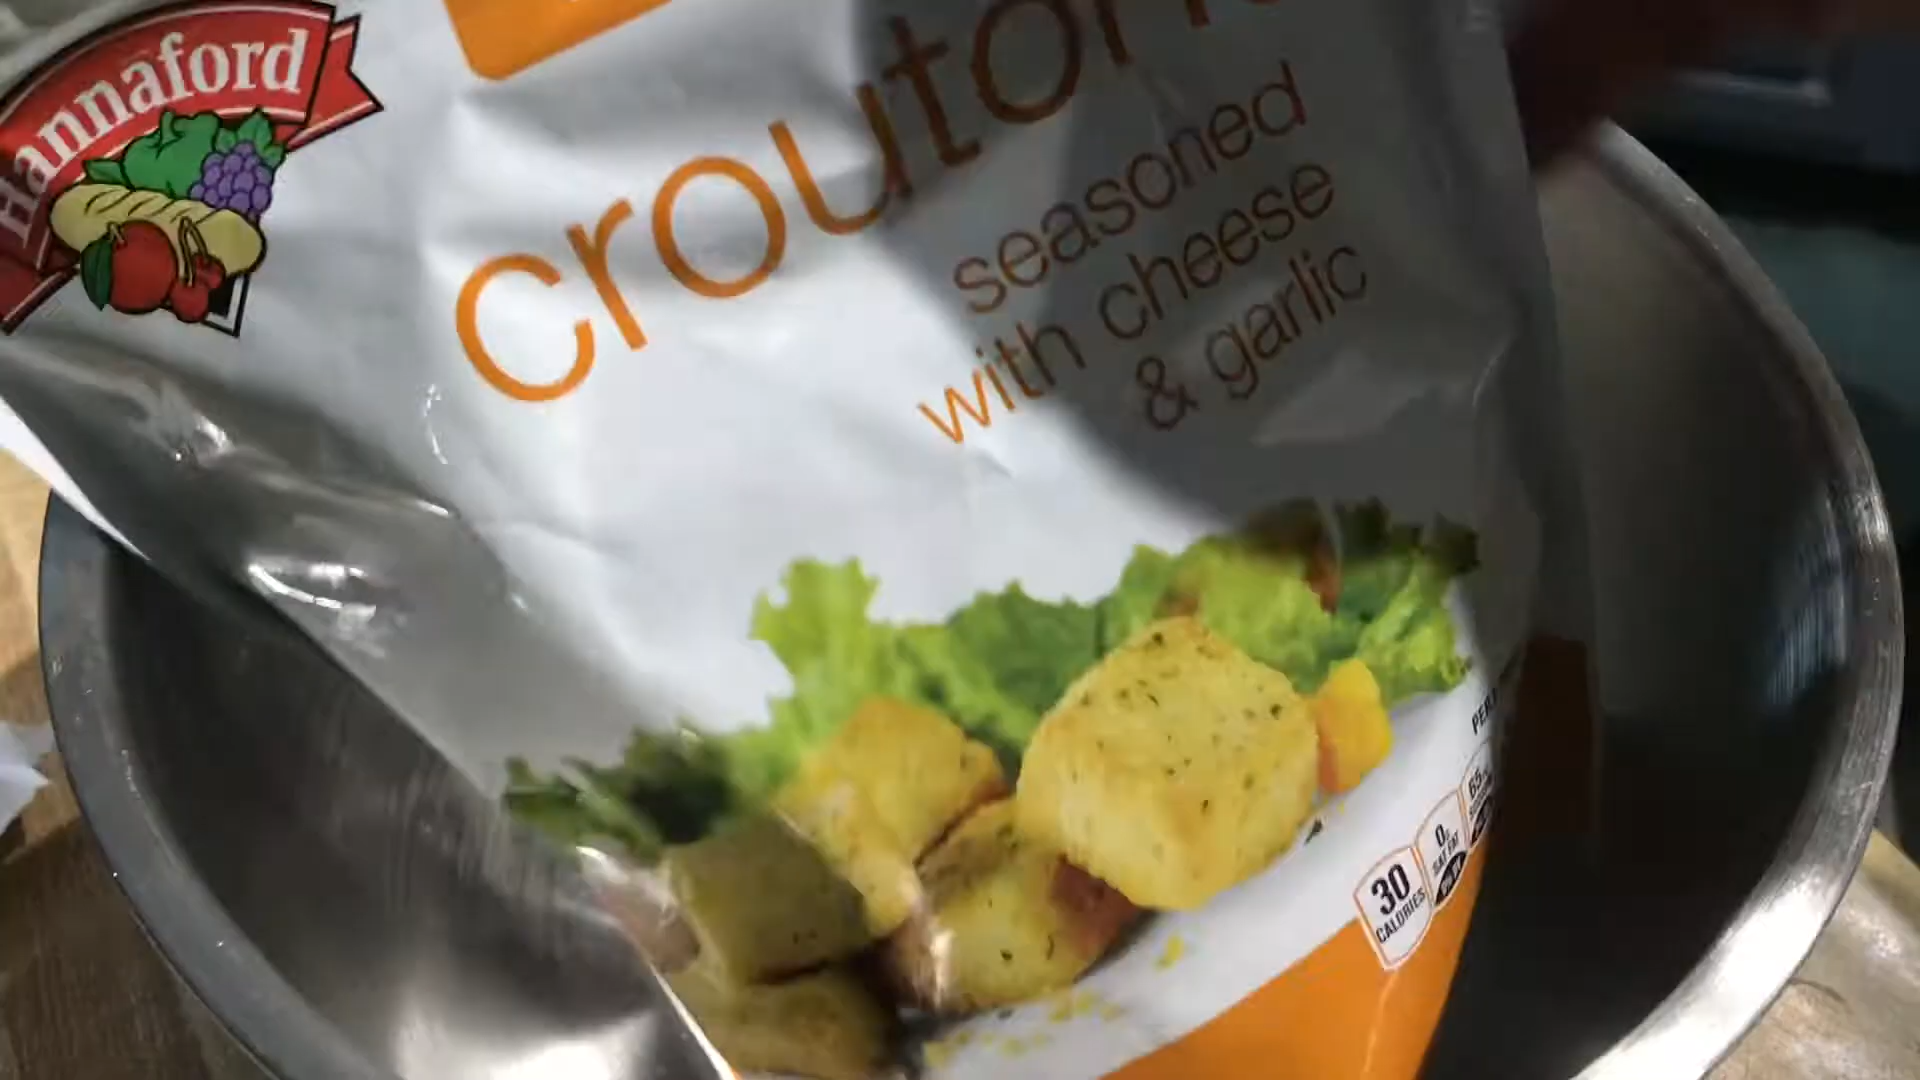 Hannaford
crouton
seasoned
with cheese
& garlic
30
CALORIES
0g
SAT FAT